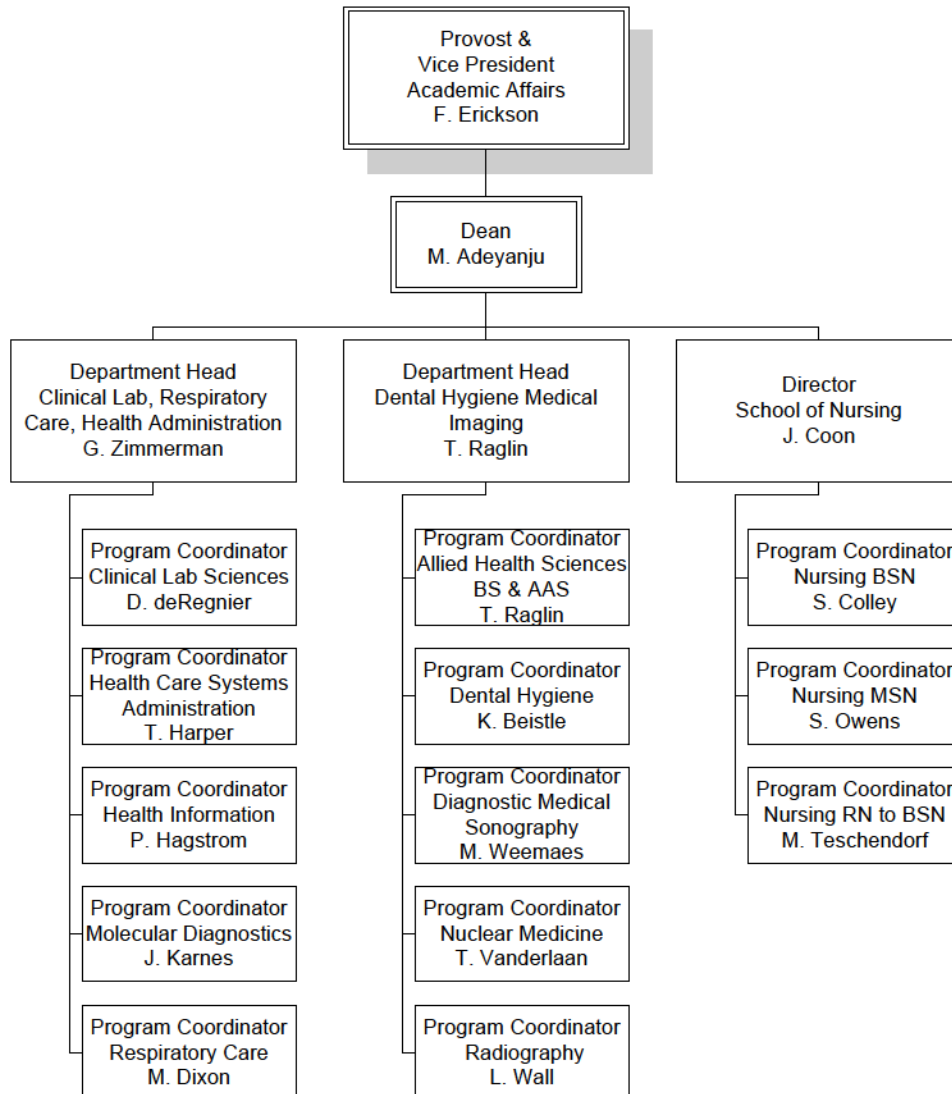 Provost &
Vice President
Academic Affairs
F. Erickson
Dean
M. Adeyanju
Department Head
Clinical Lab, Respiratory
Care, Health Administration
G. Zimmerman
Department Head
Dental Hygiene Medical
Imaging
T. Raglin
Director
School of Nursing
J. Coon
Program Coordinator
Clinical Lab Sciences
D. deRegnier
Program Coordinator
Health Care Systems
Administration
T. Harper
Program Coordinator
Health Information
P. Hagstrom
Program Coordinator
Molecular Diagnostics
J. Karnes
Program Coordinator
Respiratory Care
M. Dixon
Program Coordinator
Allied Health Sciences
BS & AAS
T. Raglin
Program Coordinator
Dental Hygiene
K. Beistle
Program Coordinator
Diagnostic Medical
Sonography
M. Weemaes
Program Coordinator
Nuclear Medicine
T. Vanderlaan
Program Coordinator
Radiography
L. Wall
Program Coordinator
Nursing BSN
S. Colley
Program Coordinator
Nursing MSN
S. Owens
Program Coordinator
Nursing RN to BSN
M. Teschendorf